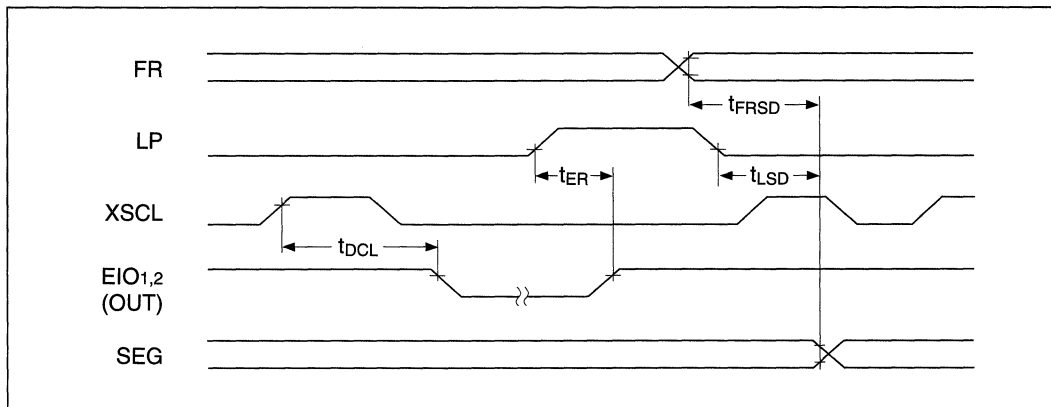 FR
tFRSD
LP
tER
tLSD
XSCL
tDCL
EIO1,2
(OUT)
SEG